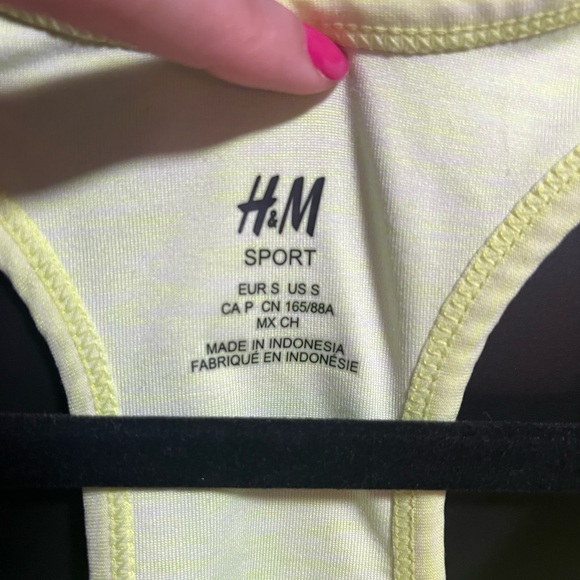 H&M
SPORT
EUR S US S
CA P CN 165/88A
MX CH
MADE IN INDONESIA
FABRIQUÉ EN INDONÉSIE